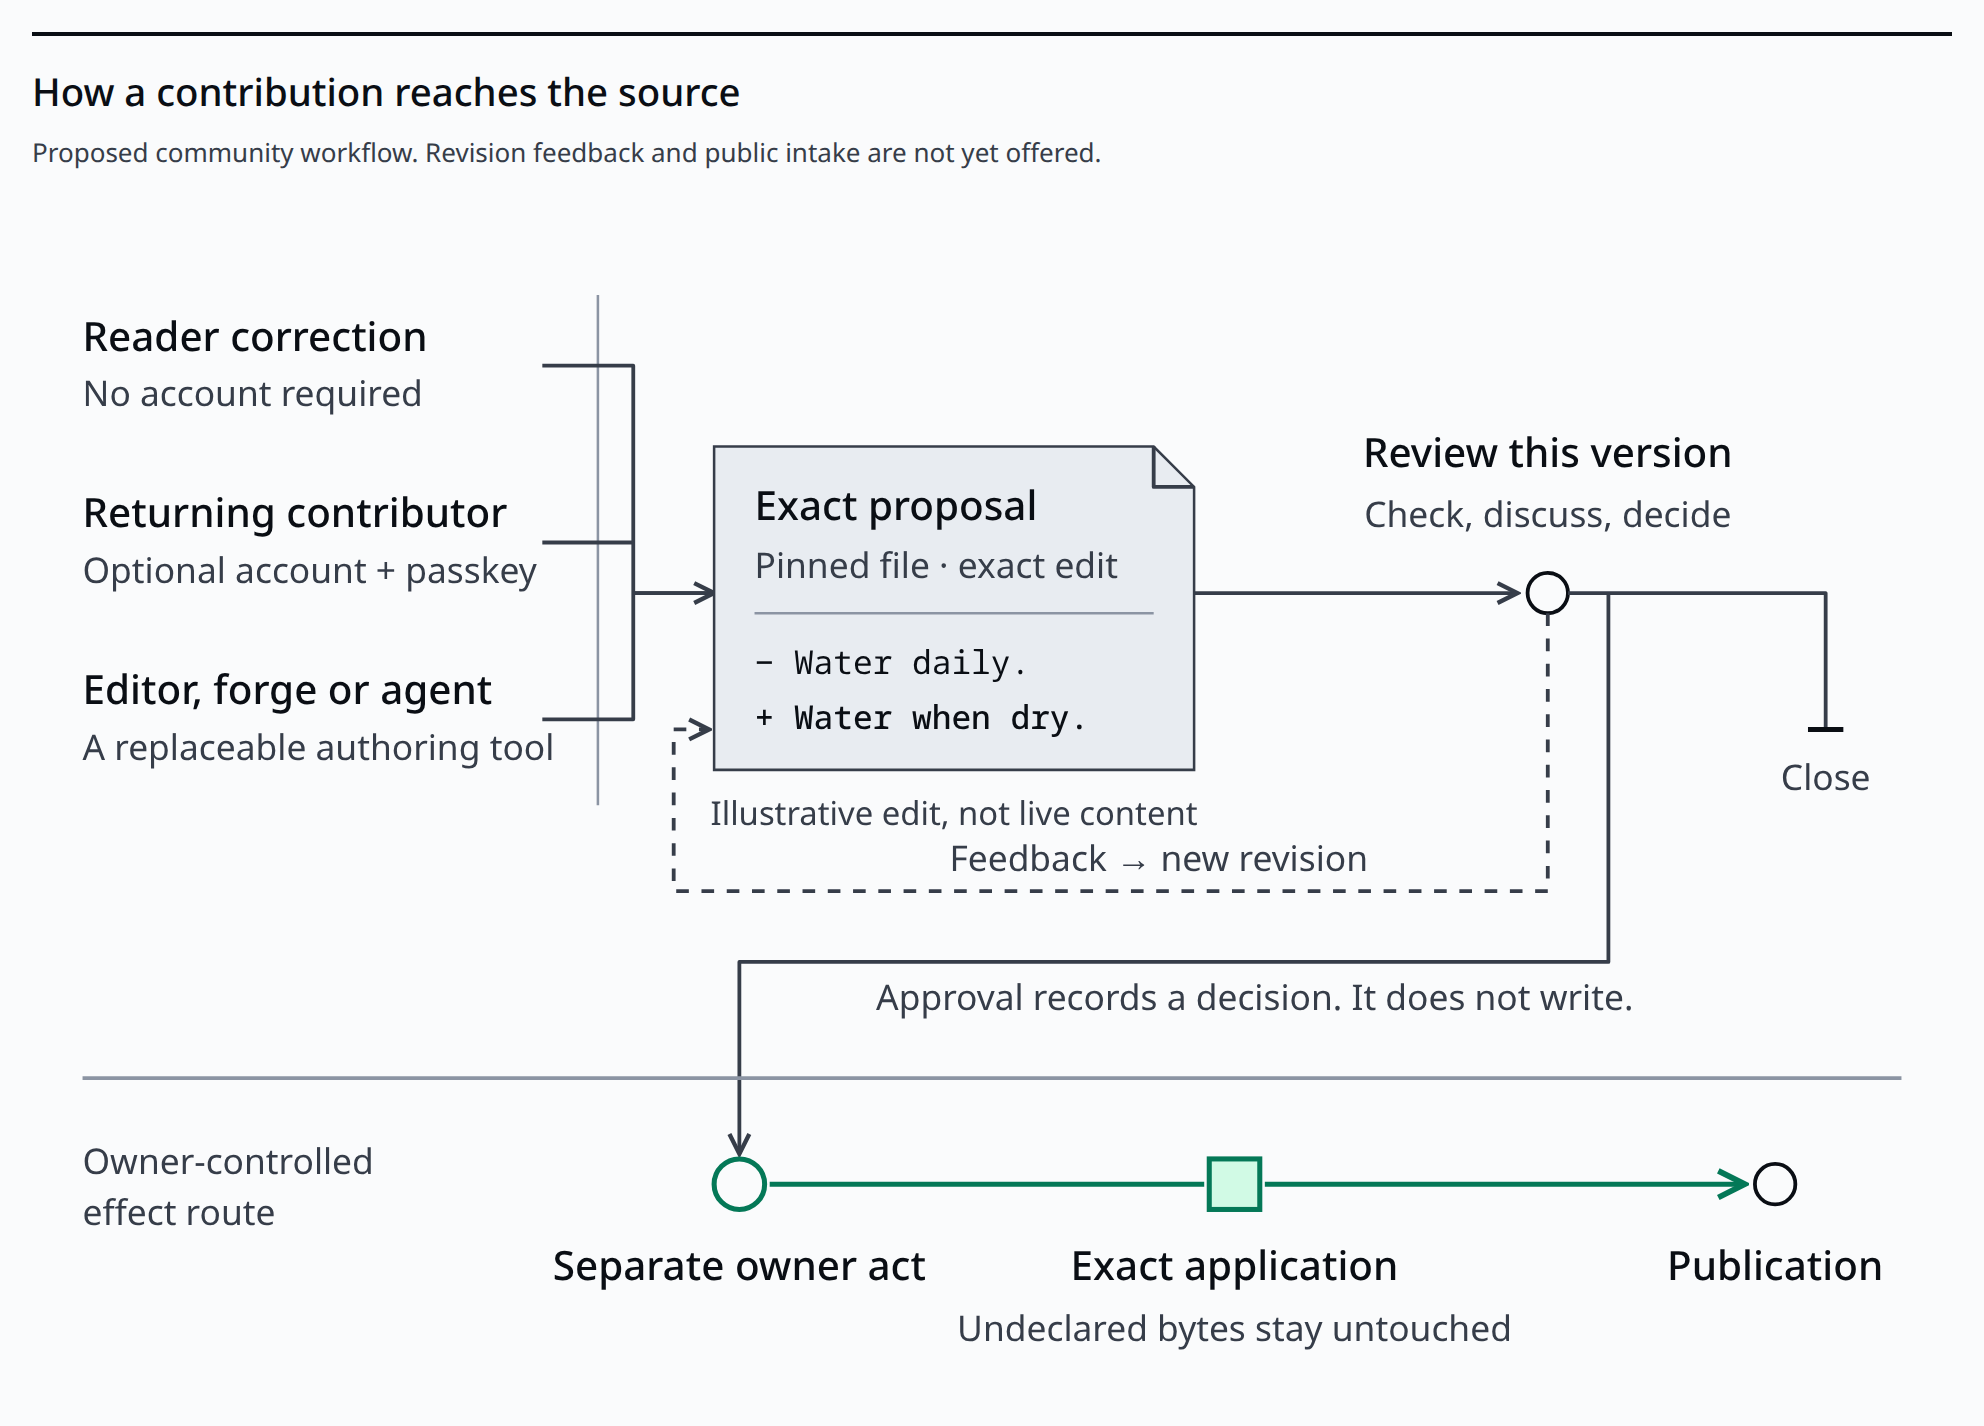 How a contribution reaches the source
Proposed community workflow. Revision feedback and public intake are not yet offered.
Reader correction
No account required
Returning contributor
Optional account + passkey
Editor, forge or agent
A replaceable authoring tool
Exact proposal
Pinned file · exact edit
− Water daily.
+ Water when dry.
Illustrative edit, not live content
Review this version
Check, discuss, decide
Close
Feedback → new revision
Approval records a decision. It does not write.
Owner-controlled
effect route
Separate owner act
Exact application
Undeclared bytes stay untouched
Publication